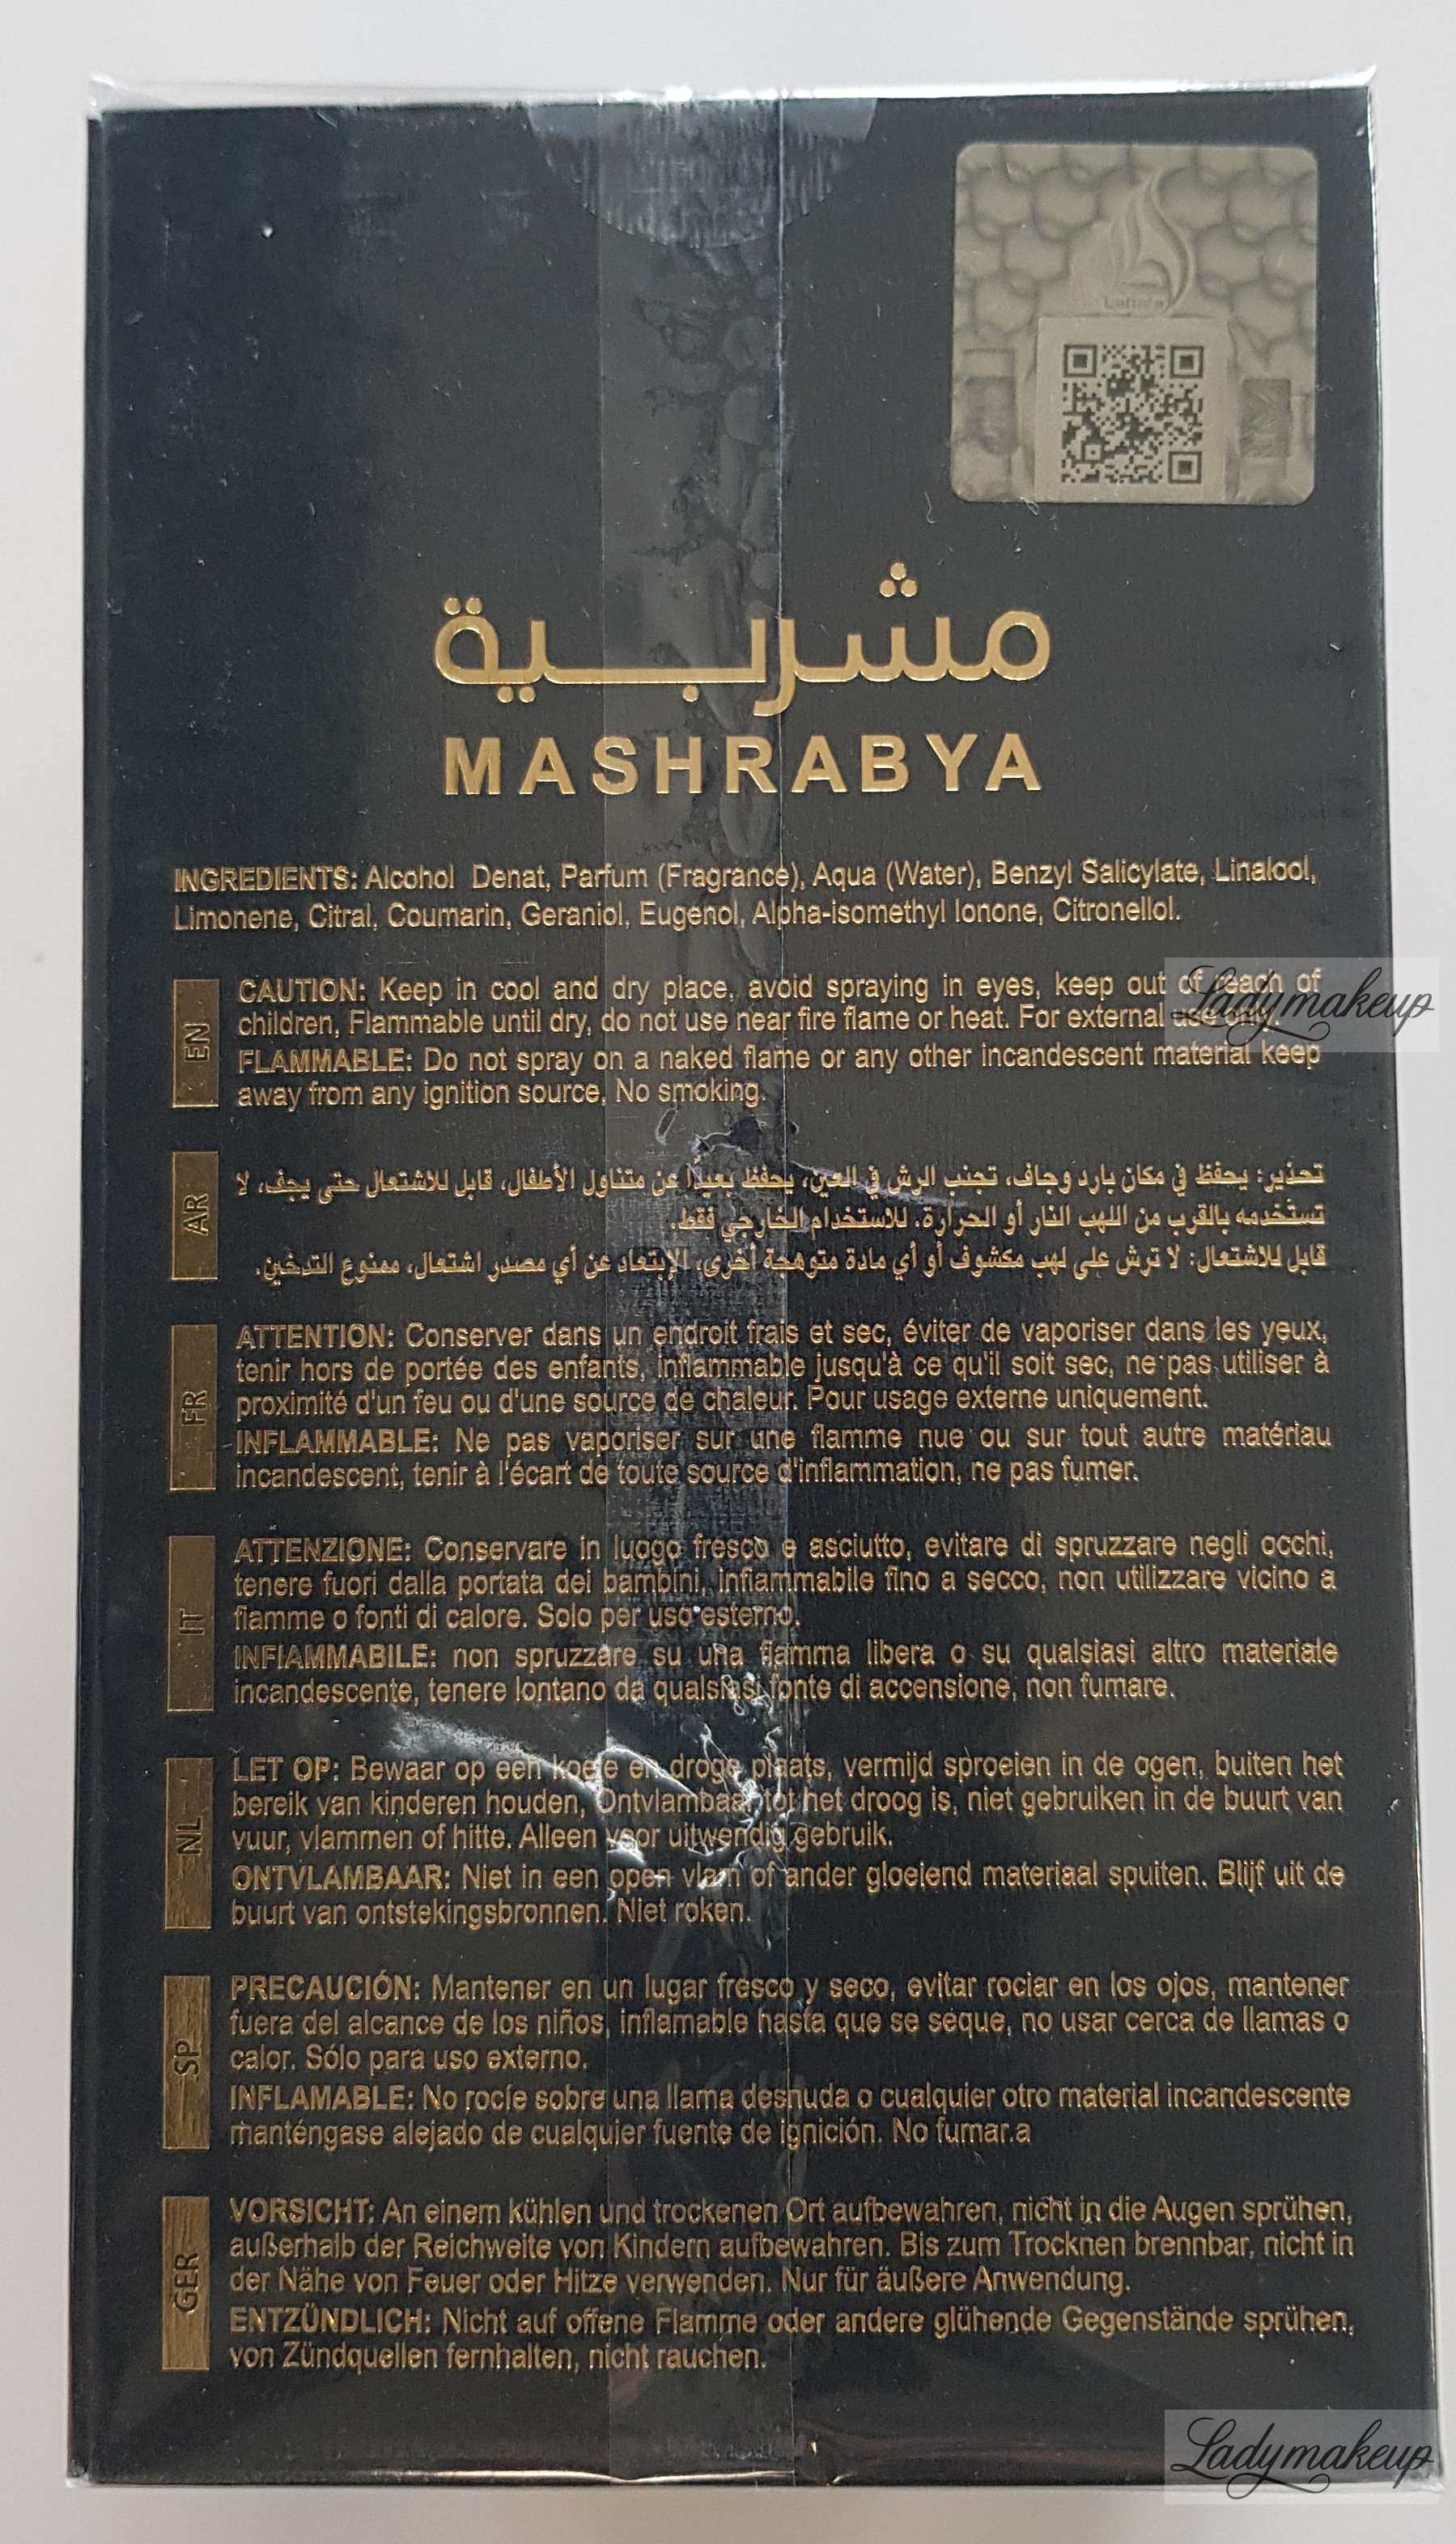 Lattafa
مشربية
MASHRABYA
INGREDIENTS: Alcohol Denat, Parfum (Fragrance), Aqua (Water), Benzyl Salicylate, Linalool,
Limonene, Citral, Coumarin, Geraniol, Eugenol, Alpha-isomethyl Ionone, Citronellol.
EN
CAUTION: Keep in cool and dry place, avoid spraying in eyes, keep out of reach of
children, Flammable until dry, do not use near fire flame or heat. For external use only.
Ladymakeup
FLAMMABLE: Do not spray on a naked flame or any other incandescent material keep
away from any ignition source, No smoking.
AR
تحذير: يحفظ في مكان بارد وجاف، تجنب الرش في العين، يحفظ بعيدا عن متناول الأطفال، قابل للاشتعال حتى يجف، لا
تستخدمه بالقرب من اللهب النار أو الحرارة. للاستخدام الخارجي فقط.
قابل للاشتعال: لا ترش على لهب مكشوف أو أي مادة متوهجة أخرى، الإبتعاد عن أي مصدر اشتعال، ممنوع التدخين.
FR
ATTENTION: Conserver dans un endroit frais et sec, éviter de vaporiser dans les yeux,
tenir hors de portée des enfants, inflammable jusqu'à ce qu'il soit sec, ne pas utiliser à
proximité d'un feu ou d'une source de chaleur. Pour usage externe uniquement.
INFLAMMABLE: Ne pas vaporiser sur une flamme nue ou sur tout autre matériau
incandescent, tenir à l'écart de toute source d'inflammation, ne pas fumer.
IT
ATTENZIONE: Conservare in luogo fresco e asciutto, evitare di spruzzare negli occhi,
tenere fuori dalla portata dei bambini, infiammabile fino a secco, non utilizzare vicino a
fiamme o fonti di calore. Solo per uso esterno.
INFIAMMABILE: non spruzzare su una fiamma libera o su qualsiasi altro materiale
incandescente, tenere lontano da qualsiasi fonte di accensione, non fumare.
NL
LET OP: Bewaar op een koele en droge plaats, vermijd sproeien in de ogen, buiten het
bereik van kinderen houden, Ontvlambaar tot het droog is, niet gebruiken in de buurt van
vuur, vlammen of hitte. Alleen voor uitwendig gebruik.
ONTVLAMBAAR: Niet in een open vlam of ander gloeiend materiaal spuiten. Blijf uit de
buurt van ontstekingsbronnen. Niet roken.
SP
PRECAUCIÓN: Mantener en un lugar fresco y seco, evitar rociar en los ojos, mantener
fuera del alcance de los niños, inflamable hasta que se seque, no usar cerca de llamas o
calor. Sólo para uso externo.
INFLAMABLE: No rocíe sobre una llama desnuda o cualquier otro material incandescente
manténgase alejado de cualquier fuente de ignición. No fumar.a
GER
VORSICHT: An einem kühlen und trockenen Ort aufbewahren, nicht in die Augen sprühen,
außerhalb der Reichweite von Kindern aufbewahren. Bis zum Trocknen brennbar, nicht in
der Nähe von Feuer oder Hitze verwenden. Nur für äußere Anwendung.
ENTZÜNDLICH: Nicht auf offene Flamme oder andere glühende Gegenstände sprühen,
von Zündquellen fernhalten, nicht rauchen.
Ladymakeup